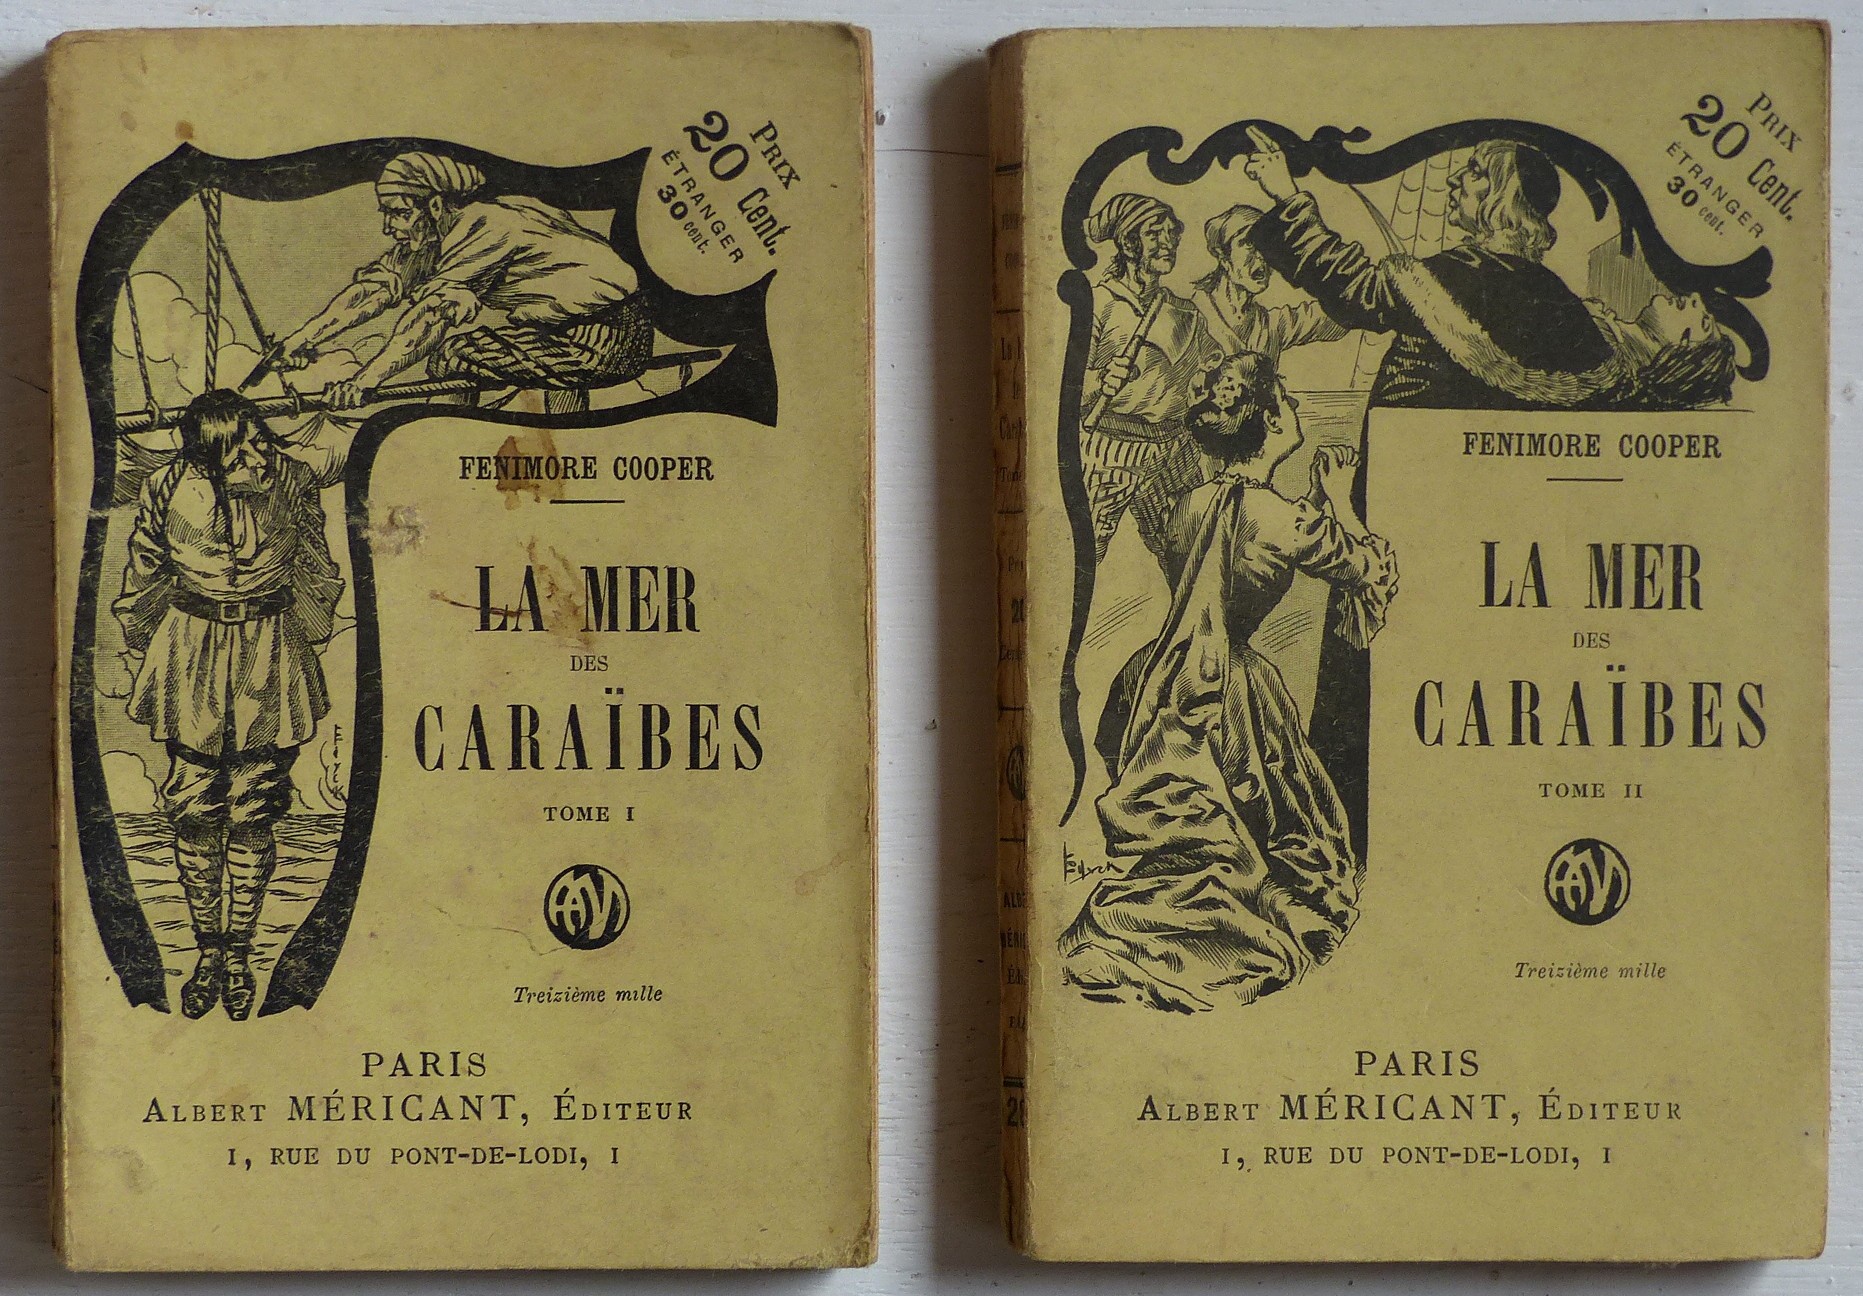 PRIX
20 Cent.
ÉTRANGER
30 cent.
FENIMORE COOPER
LA MER
DES
CARAÏBES
TOME I
AM
Treizième mille
PARIS
ALBERT MÉRICANT, ÉDITEUR
1, RUE DU PONT-DE-LODI, 1
PRIX
20 Cent.
ÉTRANGER
30 cent.
FENIMORE COOPER
LA MER
DES
CARAÏBES
TOME II
AM
Treizième mille
PARIS
ALBERT MÉRICANT, ÉDITEUR
1, RUE DU PONT-DE-LODI, 1